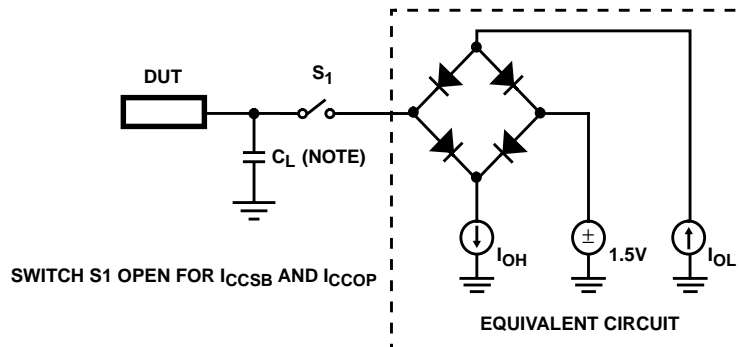 DUT
S1
CL (NOTE)
IOH
±
1.5V
IOL
SWITCH S1 OPEN FOR ICCSB AND ICCOP
EQUIVALENT CIRCUIT